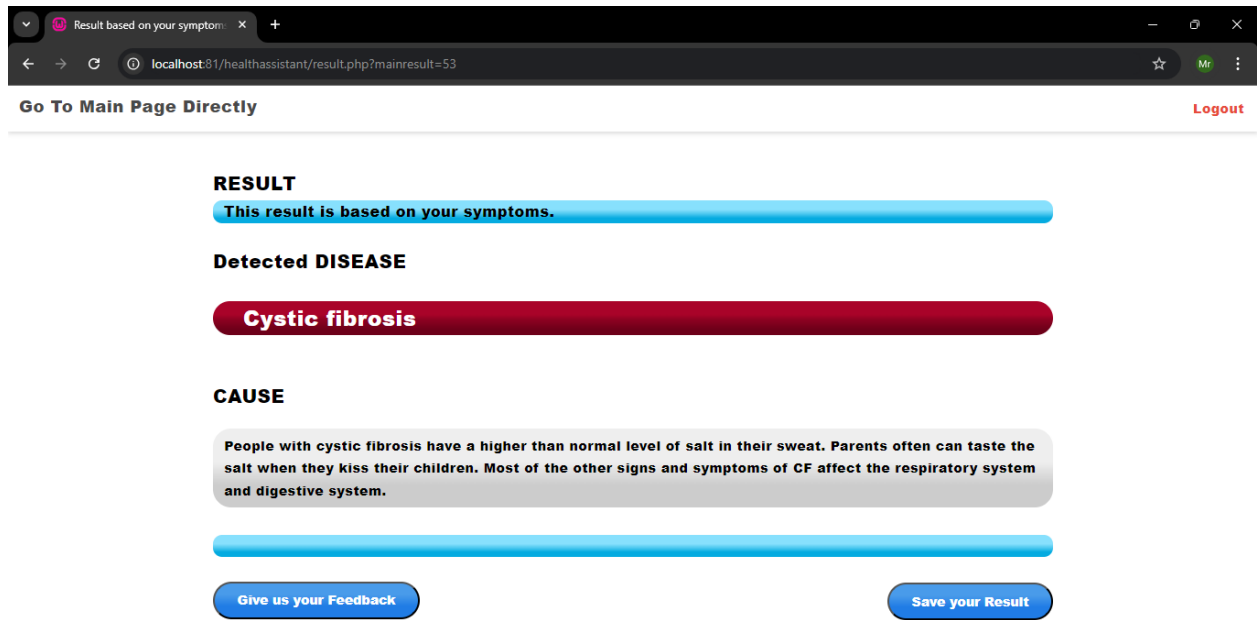 Result based on your symptom
localhost:81/healthassistant/result.php?mainresult=53
Mr
Go To Main Page Directly
Logout
RESULT
This result is based on your symptoms.
Detected DISEASE
Cystic fibrosis
CAUSE
People with cystic fibrosis have a higher than normal level of salt in their sweat. Parents often can taste the
salt when they kiss their children. Most of the other signs and symptoms of CF affect the respiratory system
and digestive system.
Give us your Feedback
Save your Result